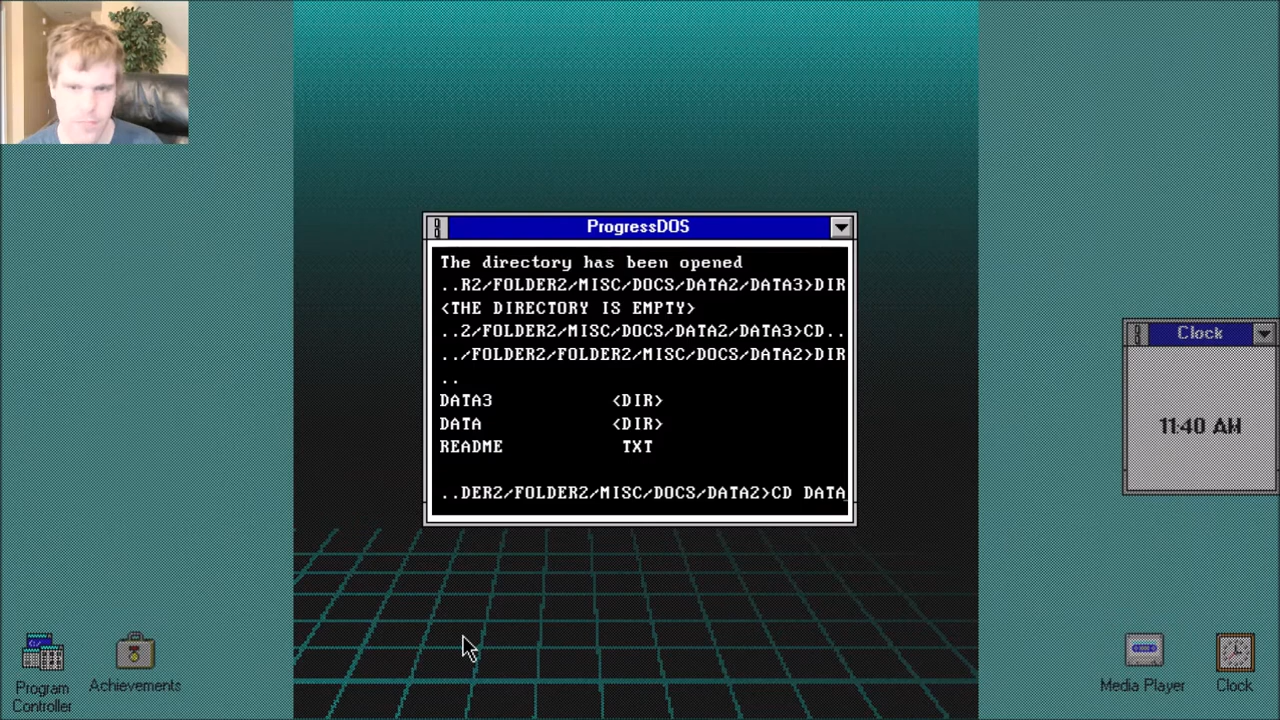 ProgressDOS
The directory has been opened
..R2/FOLDER2/MISC/DOCS/DATA2/DATA3>DIR
<THE DIRECTORY IS EMPTY>
..2/FOLDER2/MISC/DOCS/DATA2/DATA3>CD..
../FOLDER2/FOLDER2/MISC/DOCS/DATA2>DIR
..
DATA3 <DIR>
DATA <DIR>
README TXT
..DER2/FOLDER2/MISC/DOCS/DATA2>CD DATA_
Clock
11:40 AM
Program
Controller
Achievements
Media Player
Clock